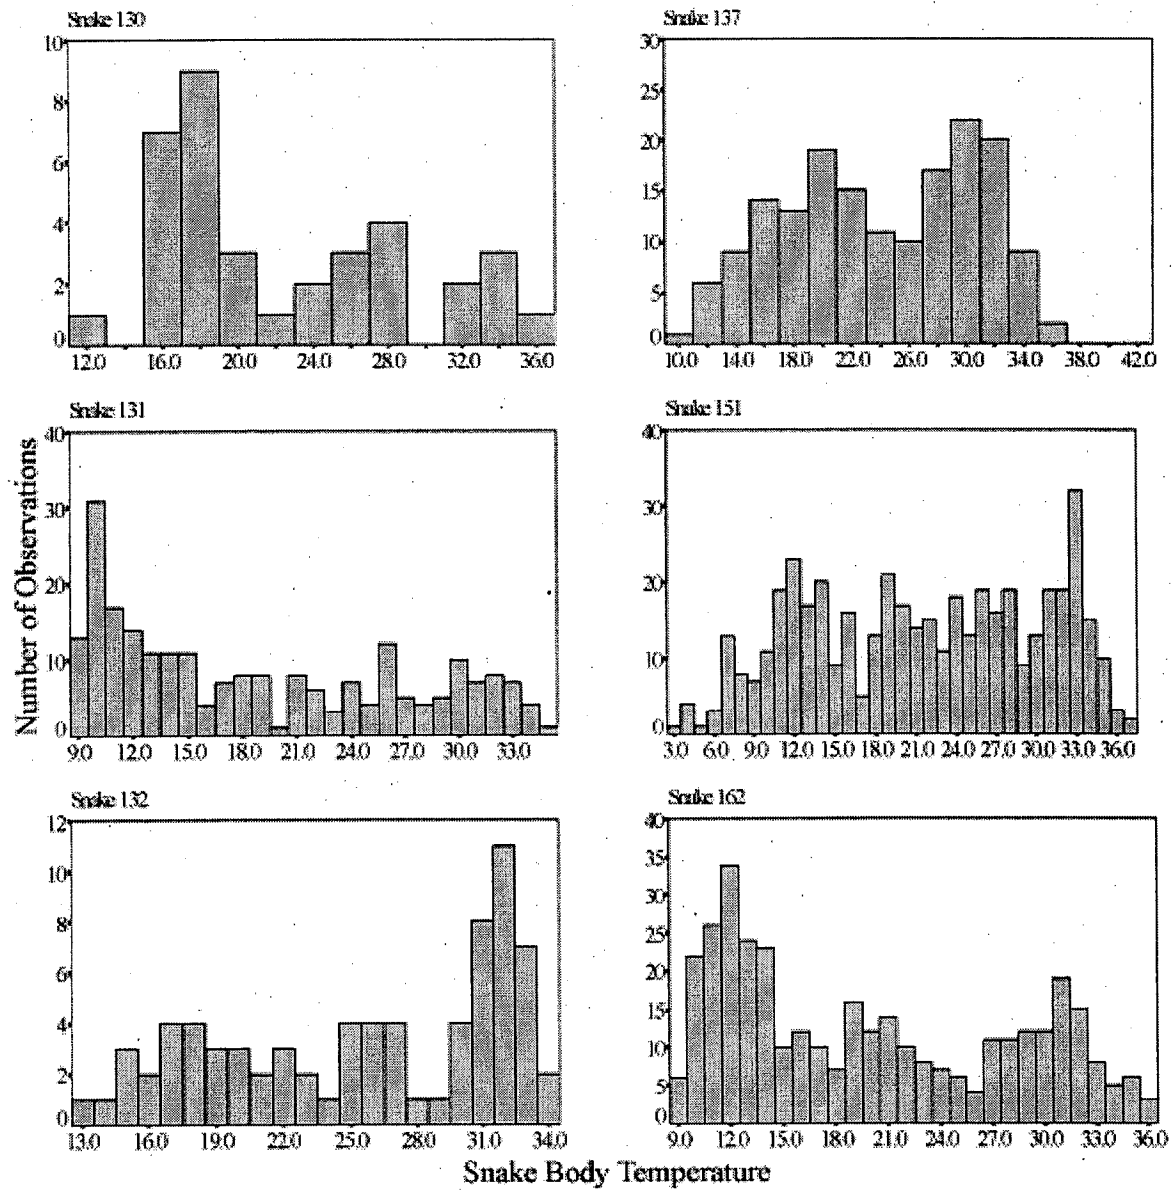 Snake 130
10
8
6
4
2
0
12.0 16.0 20.0 24.0 28.0 32.0 36.0
Snake 137
30
25
20
15
10
5
0
10.0 14.0 18.0 22.0 26.0 30.0 34.0 38.0 42.0
Snake 131
40
30
20
10
0
9.0 12.0 15.0 18.0 21.0 24.0 27.0 30.0 33.0
Snake 151
40
30
20
10
0
3.0 6.0 9.0 12.0 15.0 18.0 21.0 24.0 27.0 30.0 33.0 36.0
Number of Observations
Snake 132
12
10
8
6
4
2
0
13.0 16.0 19.0 22.0 25.0 28.0 31.0 34.0
Snake 162
40
35
30
25
20
15
10
5
0
9.0 12.0 15.0 18.0 21.0 24.0 27.0 30.0 33.0 36.0
Snake Body Temperature